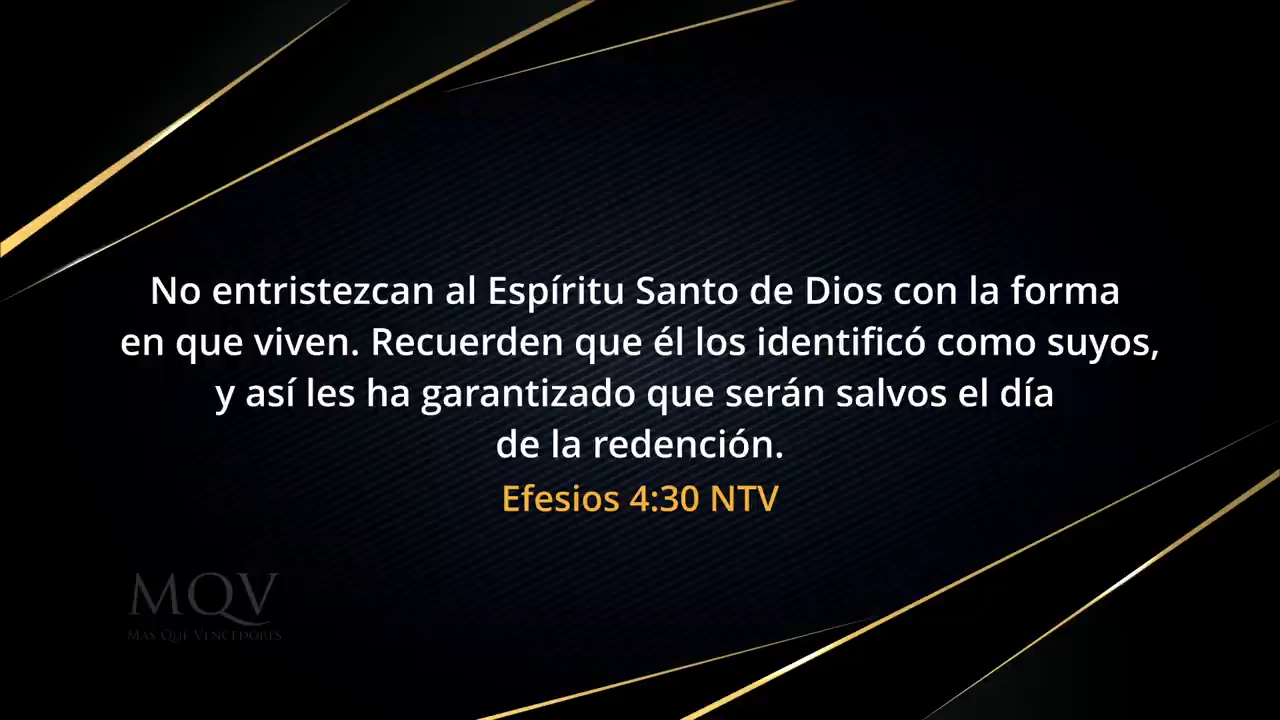 No entristezcan al Espíritu Santo de Dios con la forma
en que viven. Recuerden que él los identificó como suyos,
y así les ha garantizado que serán salvos el día
de la redención.
Efesios 4:30 NTV
MQV
MAS QUE VENCEDORES